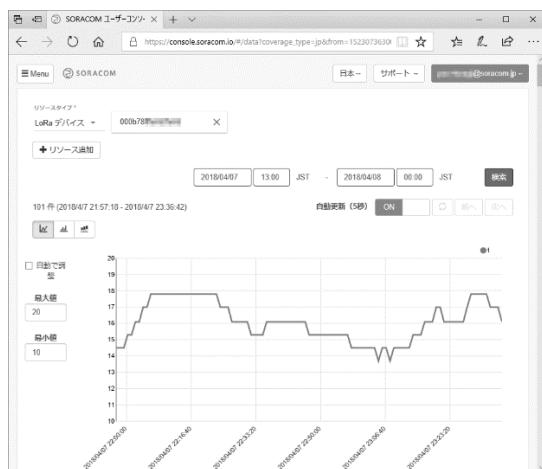 SORACOM ユーザーコンソ
https://console.soracom.io/#/data?coverage_type=jp&from=1523073630
Menu SORACOM 日本 サポート @soracom.jp
リソースタイプ *
LoRa デバイス 000b78
+ リソース追加
2018/04/07 13:00 JST - 2018/04/08 00:00 JST 検索
101 件 (2018/4/7 21:57:18 - 2018/4/7 23:36:42) 自動更新 (5秒) ON 前へ 次へ
自動で調整
最大値
20
最小値
10
t
20
19
18
17
16
15
14
13
12
11
10
2018/04/07 22:00:00
2018/04/07 22:16:40
2018/04/07 22:33:20
2018/04/07 22:50:00
2018/04/07 23:06:40
2018/04/07 23:23:20